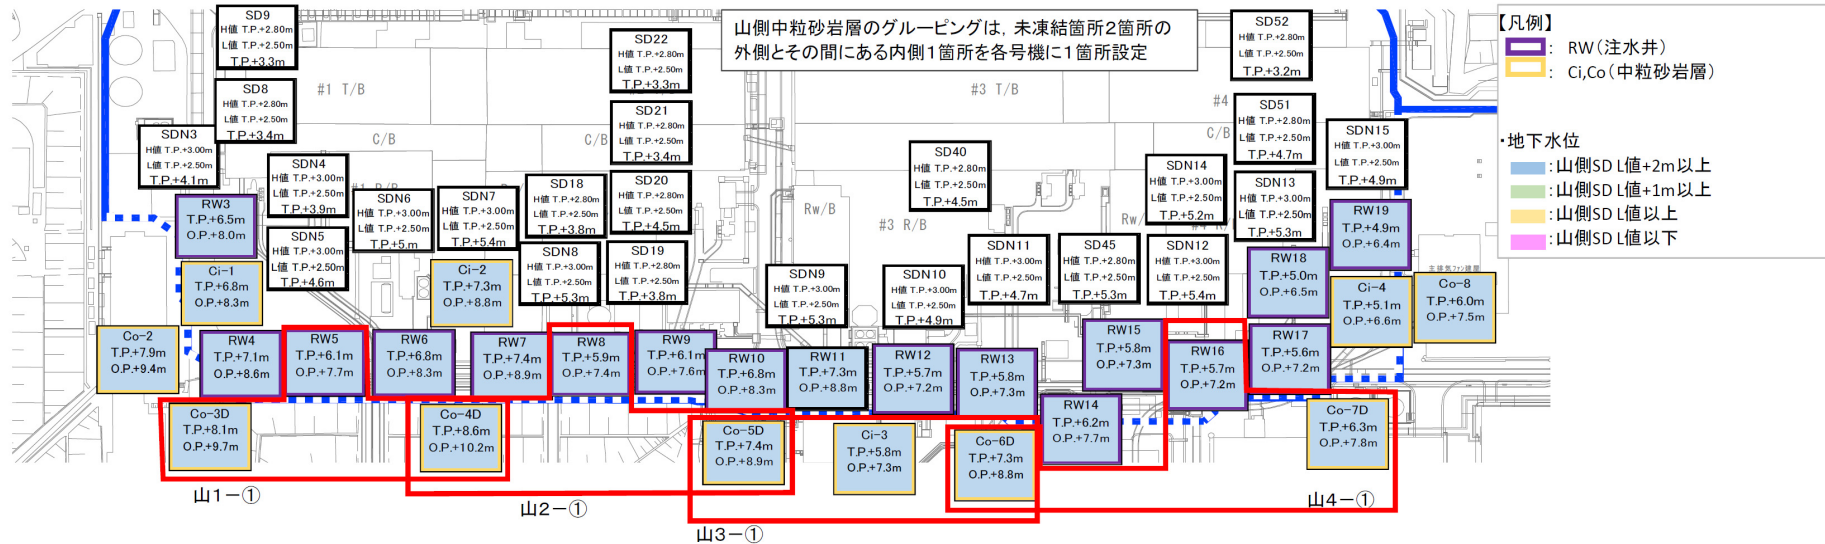 山側中粒砂岩層のグルーピングは，未凍結箇所2箇所の
外側とその間にある内側1箇所を各号機に1箇所設定
【凡例】
： RW（注水井）
： Ci,Co（中粒砂岩層）
・地下水位
：山側SD L値+2m以上
：山側SD L値+1m以上
：山側SD L値以上
：山側SD L値以下
SD9
H値 T.P.+2.80m
L値 T.P.+2.50m
T.P.+3.3m
SD8
H値 T.P.+2.80m
L値 T.P.+2.50m
T.P.+3.4m
SDN3
H値 T.P.+3.00m
L値 T.P.+2.50m
T.P.+4.1m
SDN4
H値 T.P.+3.00m
L値 T.P.+2.50m
T.P.+3.9m
SDN5
H値 T.P.+3.00m
L値 T.P.+2.50m
T.P.+4.6m
SDN6
H値 T.P.+3.00m
L値 T.P.+2.50m
T.P.+5.m
SDN7
H値 T.P.+3.00m
L値 T.P.+2.50m
T.P.+5.4m
SD18
H値 T.P.+2.80m
L値 T.P.+2.50m
T.P.+3.8m
SDN8
H値 T.P.+3.00m
L値 T.P.+2.50m
T.P.+5.3m
SD22
H値 T.P.+2.80m
L値 T.P.+2.50m
T.P.+3.3m
SD21
H値 T.P.+2.80m
L値 T.P.+2.50m
T.P.+3.4m
SD20
H値 T.P.+2.80m
L値 T.P.+2.50m
T.P.+4.5m
SD19
H値 T.P.+2.80m
L値 T.P.+2.50m
T.P.+3.8m
SDN9
H値 T.P.+3.00m
L値 T.P.+2.50m
T.P.+5.3m
SD40
H値 T.P.+2.80m
L値 T.P.+2.50m
T.P.+4.5m
SDN10
H値 T.P.+3.00m
L値 T.P.+2.50m
T.P.+4.9m
SDN11
H値 T.P.+3.00m
L値 T.P.+2.50m
T.P.+4.7m
SD45
H値 T.P.+2.80m
L値 T.P.+2.50m
T.P.+5.3m
SDN14
H値 T.P.+3.00m
L値 T.P.+2.50m
T.P.+5.2m
SDN12
H値 T.P.+3.00m
L値 T.P.+2.50m
T.P.+5.4m
SD52
H値 T.P.+2.80m
L値 T.P.+2.50m
T.P.+3.2m
SD51
H値 T.P.+2.80m
L値 T.P.+2.50m
T.P.+4.7m
SDN13
H値 T.P.+3.00m
L値 T.P.+2.50m
T.P.+5.3m
SDN15
H値 T.P.+3.00m
L値 T.P.+2.50m
T.P.+4.9m
#1 T/B
C/B
C/B
#3 T/B
#4
C/B
Rw/B
#3 R/B
Rw/
主排気ファン建屋
RW3
T.P.+6.5m
O.P.+8.0m
Ci-1
T.P.+6.8m
O.P.+8.3m
Co-2
T.P.+7.9m
O.P.+9.4m
RW4
T.P.+7.1m
O.P.+8.6m
RW5
T.P.+6.1m
O.P.+7.7m
RW6
T.P.+6.8m
O.P.+8.3m
Ci-2
T.P.+7.3m
O.P.+8.8m
RW7
T.P.+7.4m
O.P.+8.9m
RW8
T.P.+5.9m
O.P.+7.4m
RW9
T.P.+6.1m
O.P.+7.6m
RW10
T.P.+6.8m
O.P.+8.3m
RW11
T.P.+7.3m
O.P.+8.8m
RW12
T.P.+5.7m
O.P.+7.2m
RW13
T.P.+5.8m
O.P.+7.3m
RW14
T.P.+6.2m
O.P.+7.7m
RW15
T.P.+5.8m
O.P.+7.3m
RW16
T.P.+5.7m
O.P.+7.2m
RW17
T.P.+5.6m
O.P.+7.2m
RW18
T.P.+5.0m
O.P.+6.5m
RW19
T.P.+4.9m
O.P.+6.4m
Ci-4
T.P.+5.1m
O.P.+6.6m
Co-8
T.P.+6.0m
O.P.+7.5m
Co-3D
T.P.+8.1m
O.P.+9.7m
Co-4D
T.P.+8.6m
O.P.+10.2m
Co-5D
T.P.+7.4m
O.P.+8.9m
Ci-3
T.P.+5.8m
O.P.+7.3m
Co-6D
T.P.+7.3m
O.P.+8.8m
Co-7D
T.P.+6.3m
O.P.+7.8m
山1－①
山2－①
山3－①
山4－①